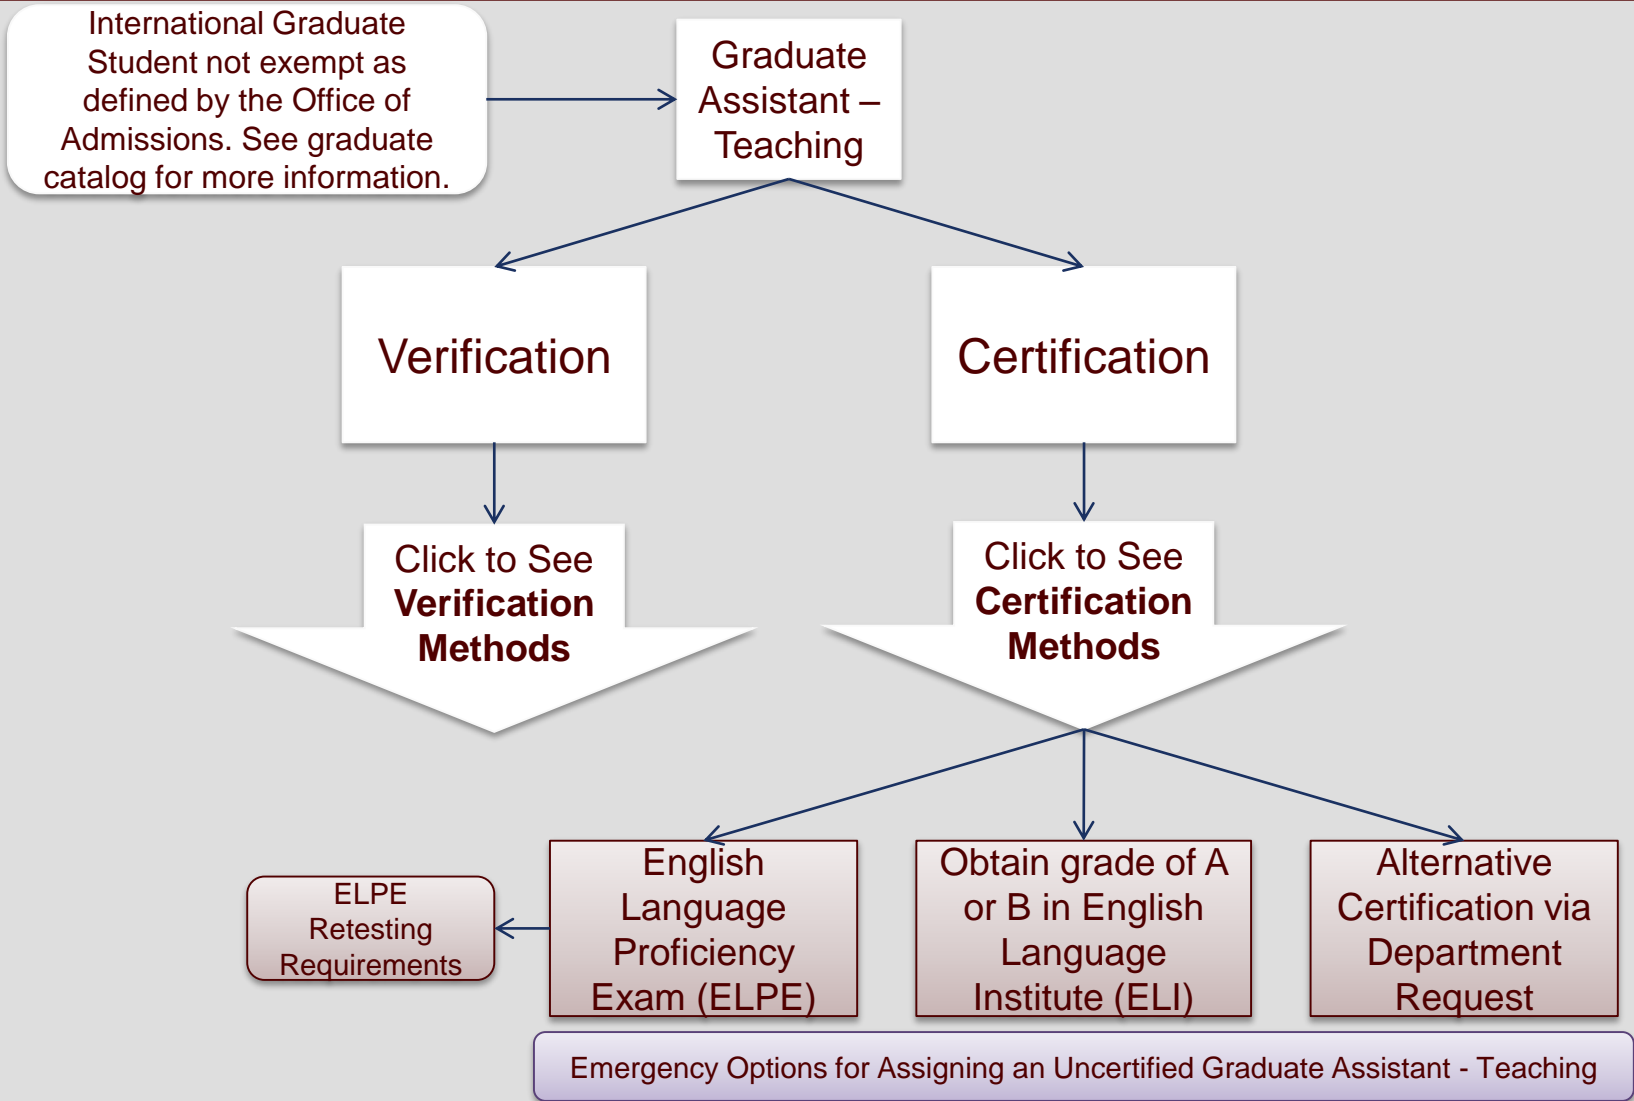 International Graduate
Student not exempt as
defined by the Office of
Admissions. See graduate
catalog for more information.
Graduate
Assistant –
Teaching
Verification
Certification
Click to See
Verification
Methods
Click to See
Certification
Methods
ELPE
Retesting
Requirements
English
Language
Proficiency
Exam (ELPE)
Obtain grade of A
or B in English
Language
Institute (ELI)
Alternative
Certification via
Department
Request
Emergency Options for Assigning an Uncertified Graduate Assistant - Teaching